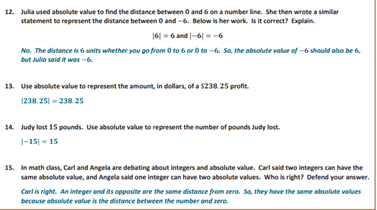 12. Julia used absolute value to find the distance between 0 and 6 on a number line. She then wrote a similar
statement to represent the distance between 0 and −6. Below is her work. Is it correct? Explain.
|6| = 6 and |−6| = −6
No. The distance is 6 units whether you go from 0 to 6 or 0 to −6. So, the absolute value of −6 should also be 6,
but Julia said it was −6.
13. Use absolute value to represent the amount, in dollars, of a $238.25 profit.
|238.25| = 238.25
14. Judy lost 15 pounds. Use absolute value to represent the number of pounds Judy lost.
|−15| = 15
15. In math class, Carl and Angela are debating about integers and absolute value. Carl said two integers can have the
same absolute value, and Angela said one integer can have two absolute values. Who is right? Defend your answer.
Carl is right. An integer and its opposite are the same distance from zero. So, they have the same absolute values
because absolute value is the distance between the number and zero.